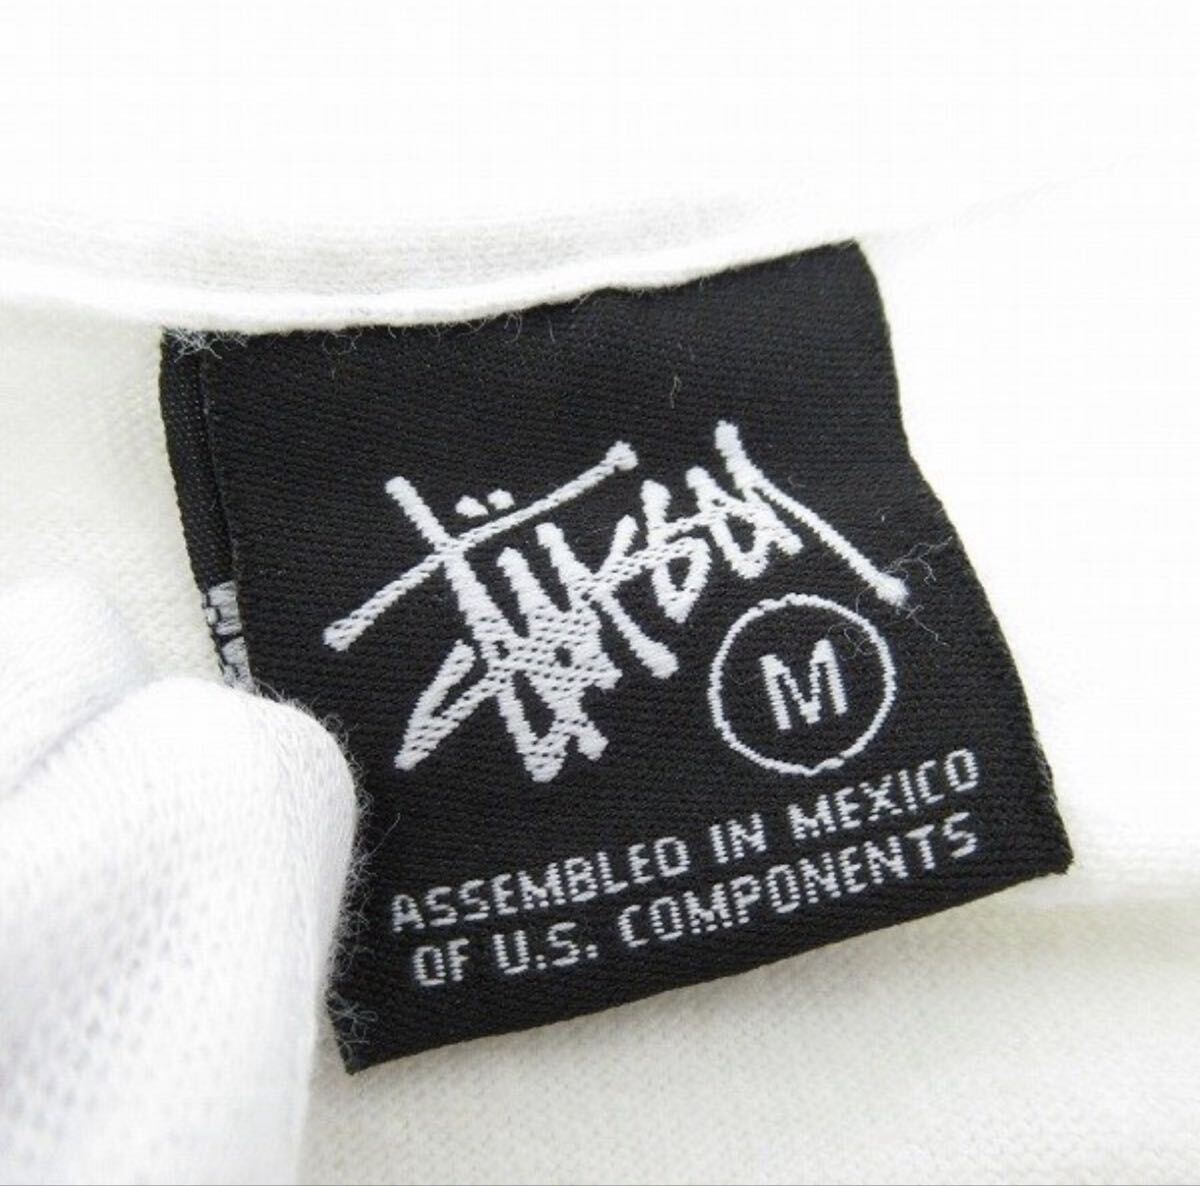 Stüssy
M
ASSEMBLED IN MEXICO
OF U.S. COMPONENTS